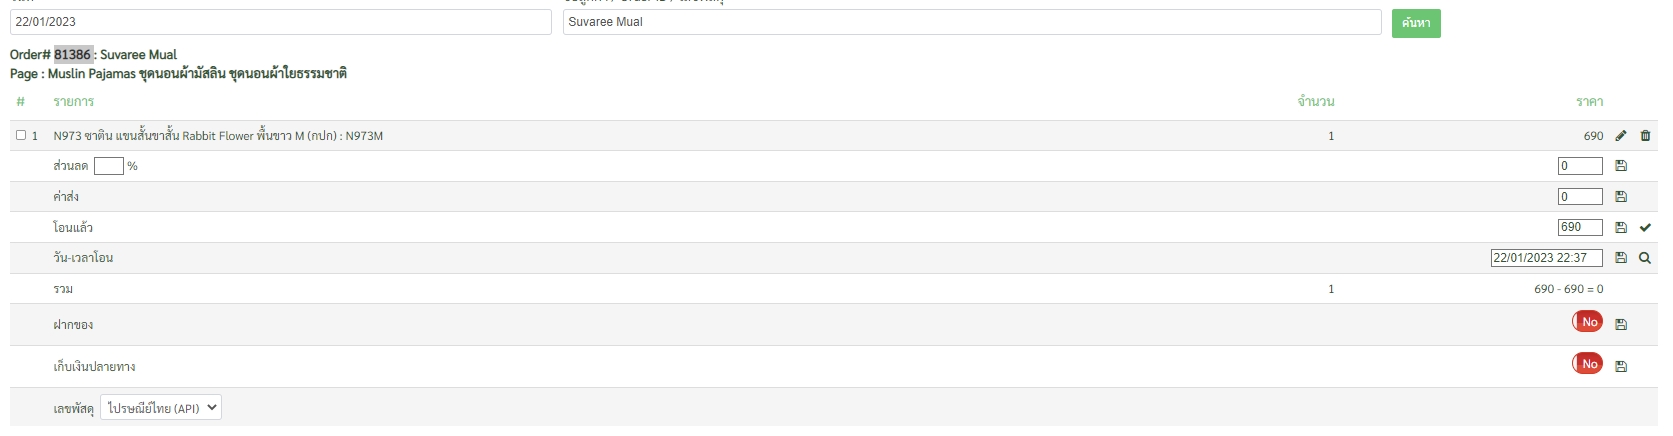 22/01/2023 Suvaree Mual ค้นหา
Order# 81386 : Suvaree Mual
Page : Muslin Pajamas ชุดนอนผ้ามัสลิน ชุดนอนผ้าใยธรรมชาติ
# รายการ จำนวน ราคา
1 N973 ซาติน แขนสั้นขาสั้น Rabbit Flower พื้นขาว M (กปก) : N973M 1 690
ส่วนลด % 0
ค่าส่ง 0
โอนแล้ว 690
วัน-เวลาโอน 22/01/2023 22:37
รวม 1 690 - 690 = 0
ฝากของ No
เก็บเงินปลายทาง No
เลขพัสดุ ไปรษณีย์ไทย (API)